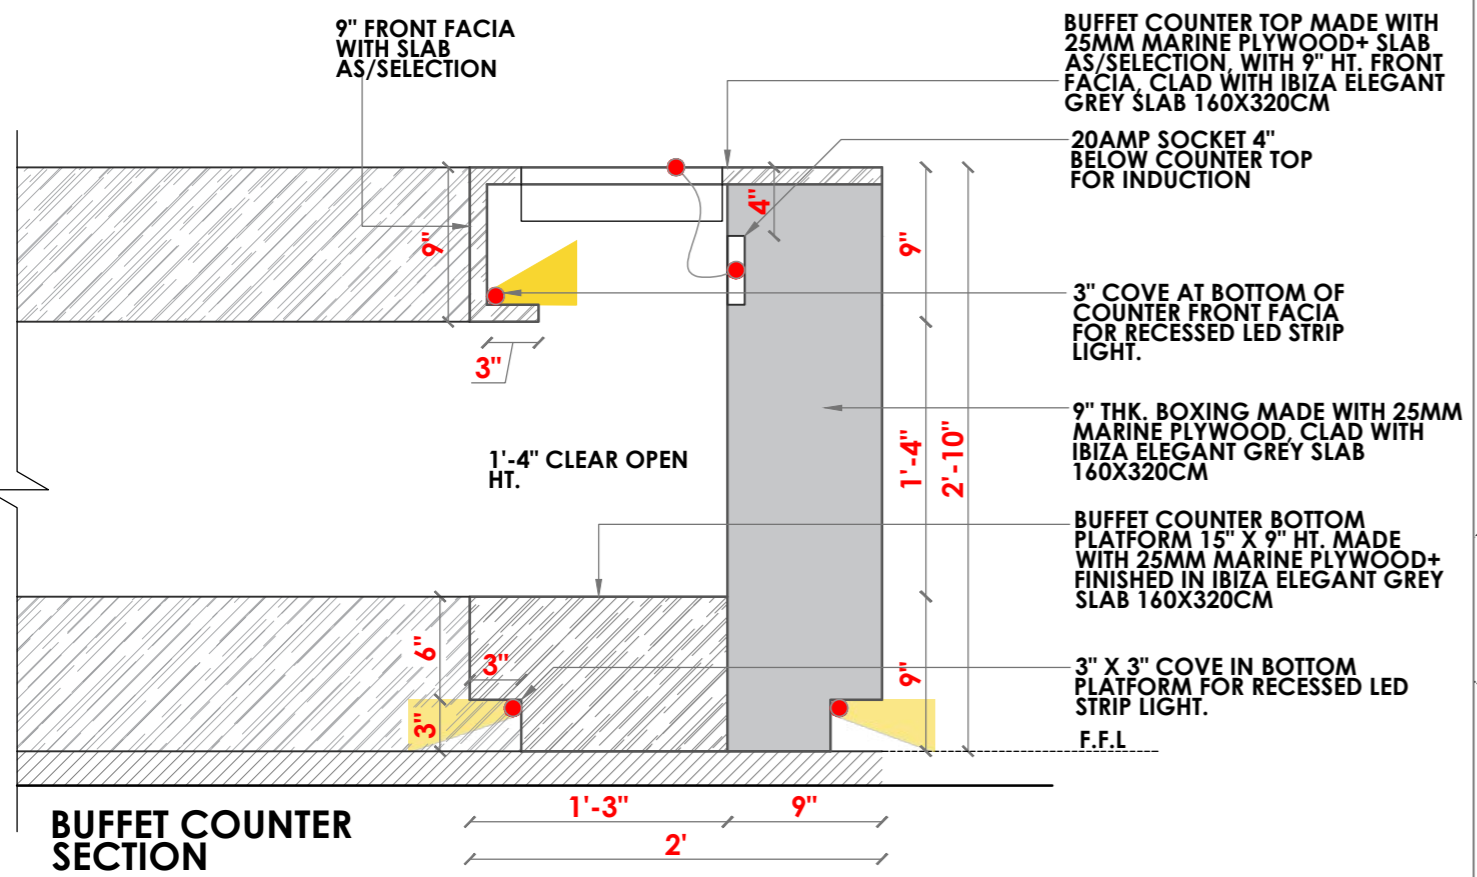 9" FRONT FACIA
WITH SLAB
AS/SELECTION
BUFFET COUNTER TOP MADE WITH
25MM MARINE PLYWOOD+ SLAB
AS/SELECTION, WITH 9" HT. FRONT
FACIA, CLAD WITH IBIZA ELEGANT
GREY SLAB 160X320CM
20AMP SOCKET 4"
BELOW COUNTER TOP
FOR INDUCTION
4"
9"
9"
3" COVE AT BOTTOM OF
COUNTER FRONT FACIA
FOR RECESSED LED STRIP
LIGHT.
3"
9" THK. BOXING MADE WITH 25MM
MARINE PLYWOOD, CLAD WITH
IBIZA ELEGANT GREY SLAB
160X320CM
1'-4"
2'-10"
1'-4" CLEAR OPEN
HT.
BUFFET COUNTER BOTTOM
PLATFORM 15" X 9" HT. MADE
WITH 25MM MARINE PLYWOOD+
FINISHED IN IBIZA ELEGANT GREY
SLAB 160X320CM
6"
3"
9"
3"
3" X 3" COVE IN BOTTOM
PLATFORM FOR RECESSED LED
STRIP LIGHT.
F.F.L
1'-3"
9"
2'
BUFFET COUNTER
SECTION